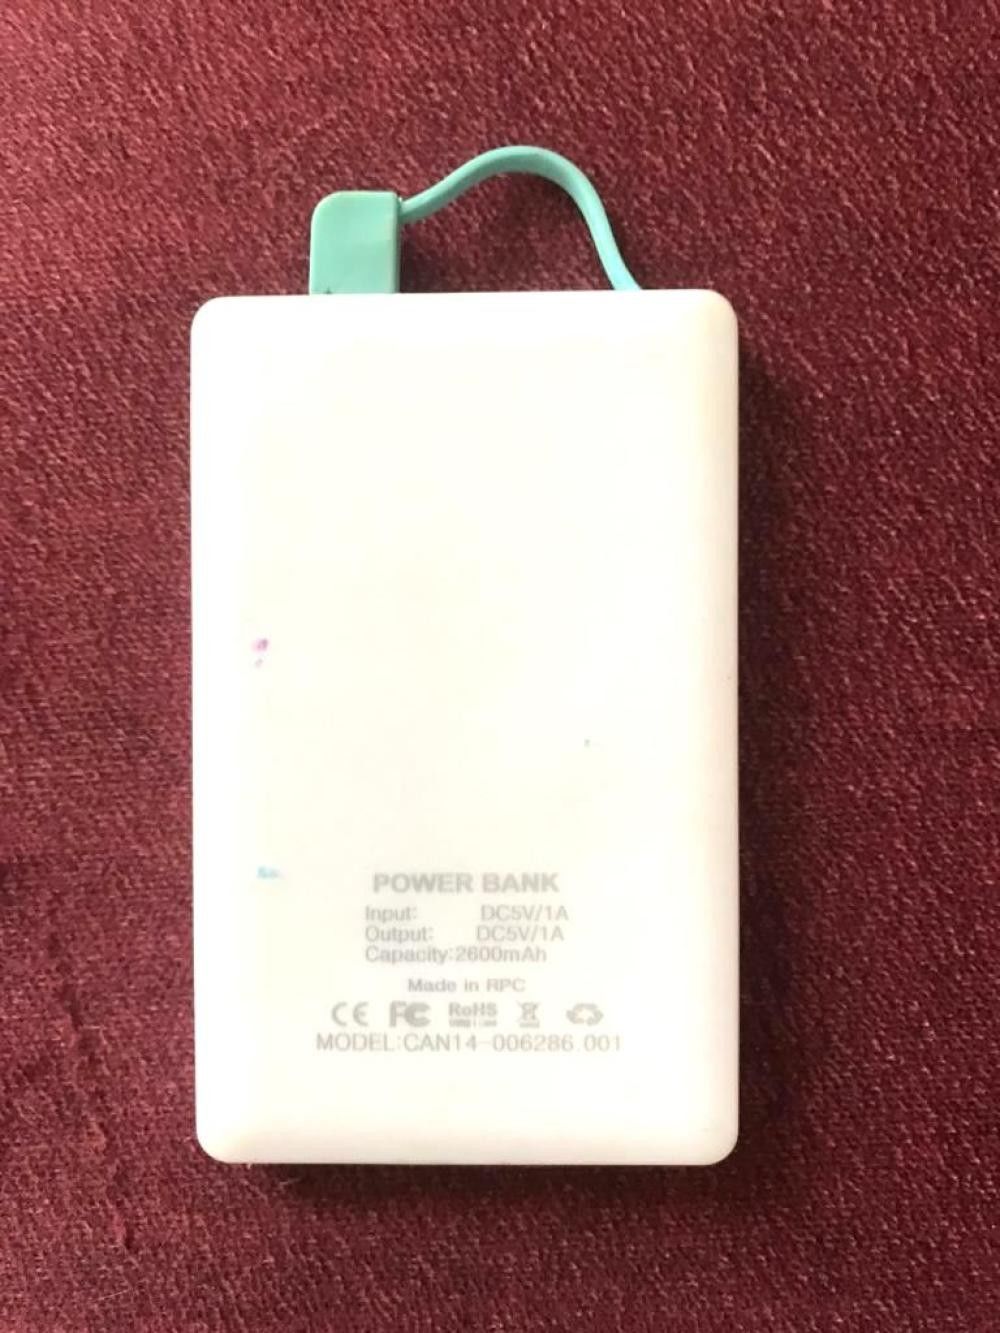 POWER BANK
Input: DC5V/1A
Output: DC5V/1A
Capacity:2600mAh
Made in RPC
CE FC RoHS
MODEL:CAN14-006286.001